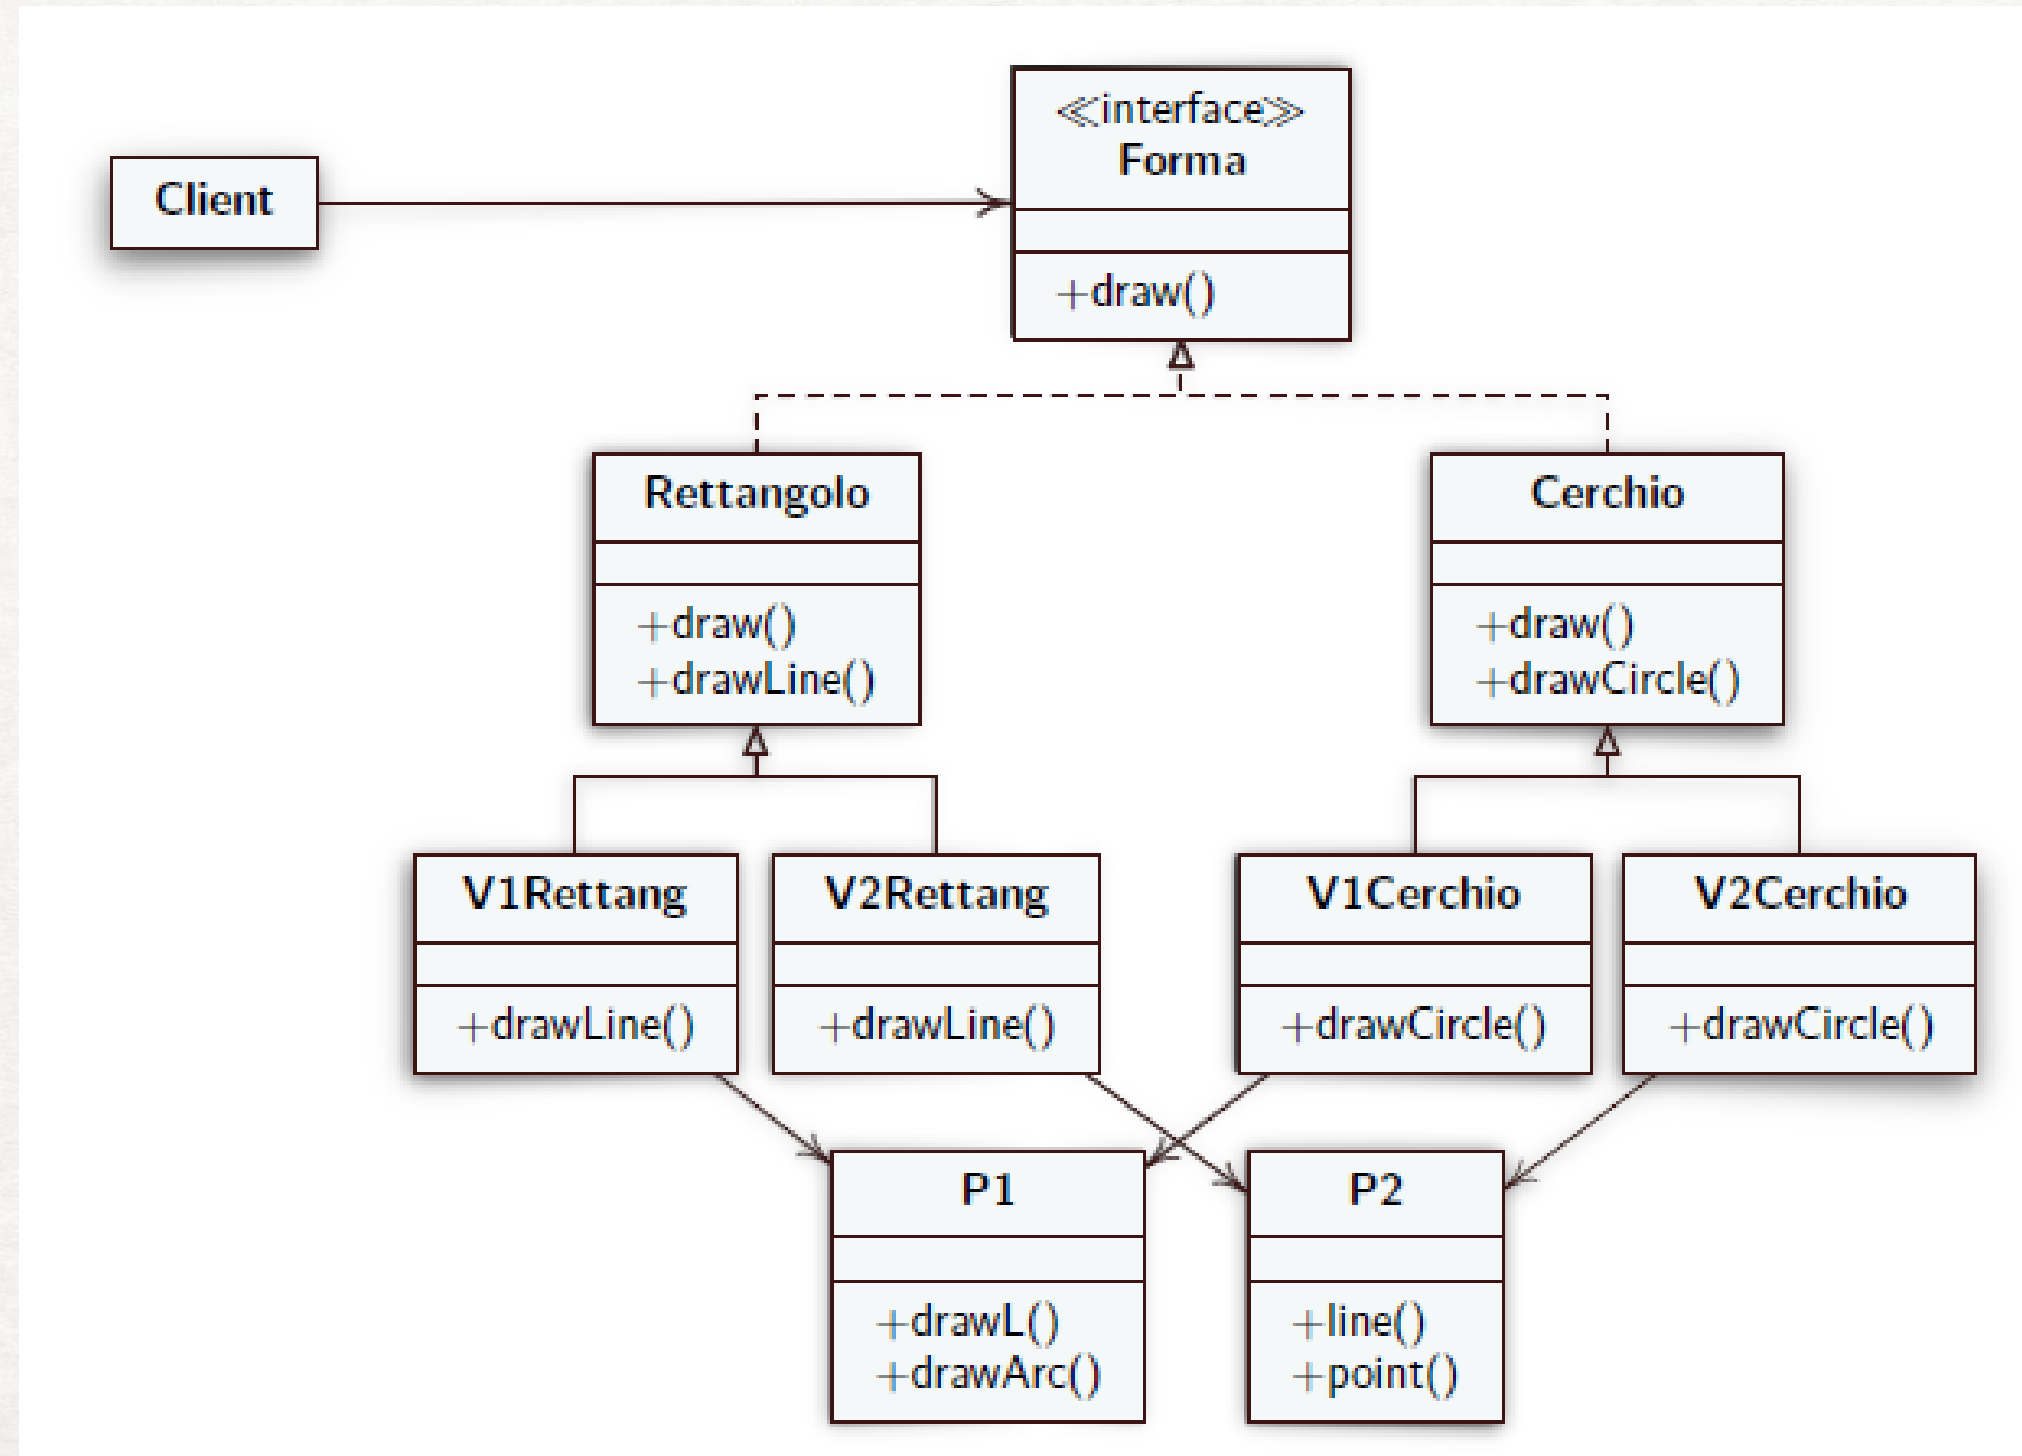 ≪interface≫
Forma
Client
+draw()
Rettangolo
+draw()
+drawLine()
Cerchio
+draw()
+drawCircle()
V1Rettang
+drawLine()
V2Rettang
+drawLine()
V1Cerchio
+drawCircle()
V2Cerchio
+drawCircle()
P1
+drawL()
+drawArc()
P2
+line()
+point()